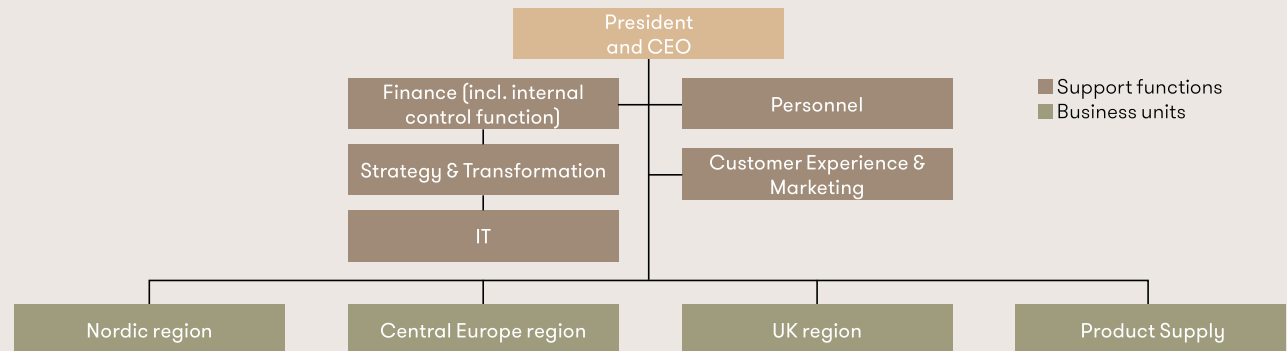 President
and CEO
Finance (incl. internal
control function)
Personnel
Support functions
Business units
Strategy & Transformation
Customer Experience &
Marketing
IT
Nordic region
Central Europe region
UK region
Product Supply